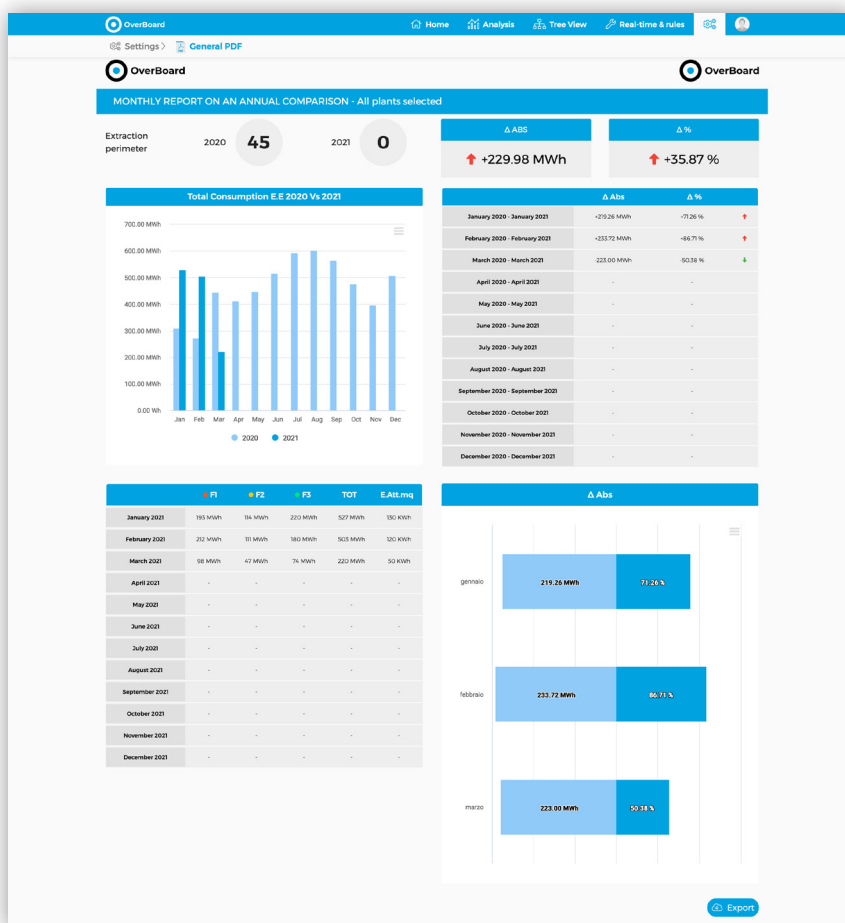 OverBoard
Home
Analysis
Tree View
Real-time & rules
Settings
General PDF
OverBoard
OverBoard
MONTHLY REPORT ON AN ANNUAL COMPARISON - All plants selected
Extraction
perimeter
2020
45
2021
0
Δ ABS
+229.98 MWh
Δ %
+35.87 %
Total Consumption E.E 2020 Vs 2021
700.00 MWh
600.00 MWh
500.00 MWh
400.00 MWh
300.00 MWh
200.00 MWh
100.00 MWh
0.00 Wh
Jan Feb Mar Apr May Jun Jul Aug Sep Oct Nov Dec
2020 2021
Δ Abs Δ %
January 2020 - January 2021 +219.26 MWh +71.26 %
February 2020 - February 2021 +233.72 MWh +86.71 %
March 2020 - March 2021 -223.00 MWh -50.38 %
April 2020 - April 2021 - -
May 2020 - May 2021 - -
June 2020 - June 2021 - -
July 2020 - July 2021 - -
August 2020 - August 2021 - -
September 2020 - September 2021 - -
October 2020 - October 2021 - -
November 2020 - November 2021 - -
December 2020 - December 2021 - -
F1 F2 F3 TOT E.Att.mq
January 2021 193 MWh 114 MWh 220 MWh 527 MWh 130 KWh
February 2021 212 MWh 111 MWh 180 MWh 503 MWh 120 KWh
March 2021 98 MWh 47 MWh 74 MWh 220 MWh 50 KWh
April 2021 - - - - -
May 2021 - - - - -
June 2021 - - - - -
July 2021 - - - - -
August 2021 - - - - -
September 2021 - - - - -
October 2021 - - - - -
November 2021 - - - - -
December 2021 - - - - -
Δ Abs
gennaio 219.26 MWh 71.26 %
febbraio 233.72 MWh 86.71 %
marzo 223.00 MWh 50.38 %
Export